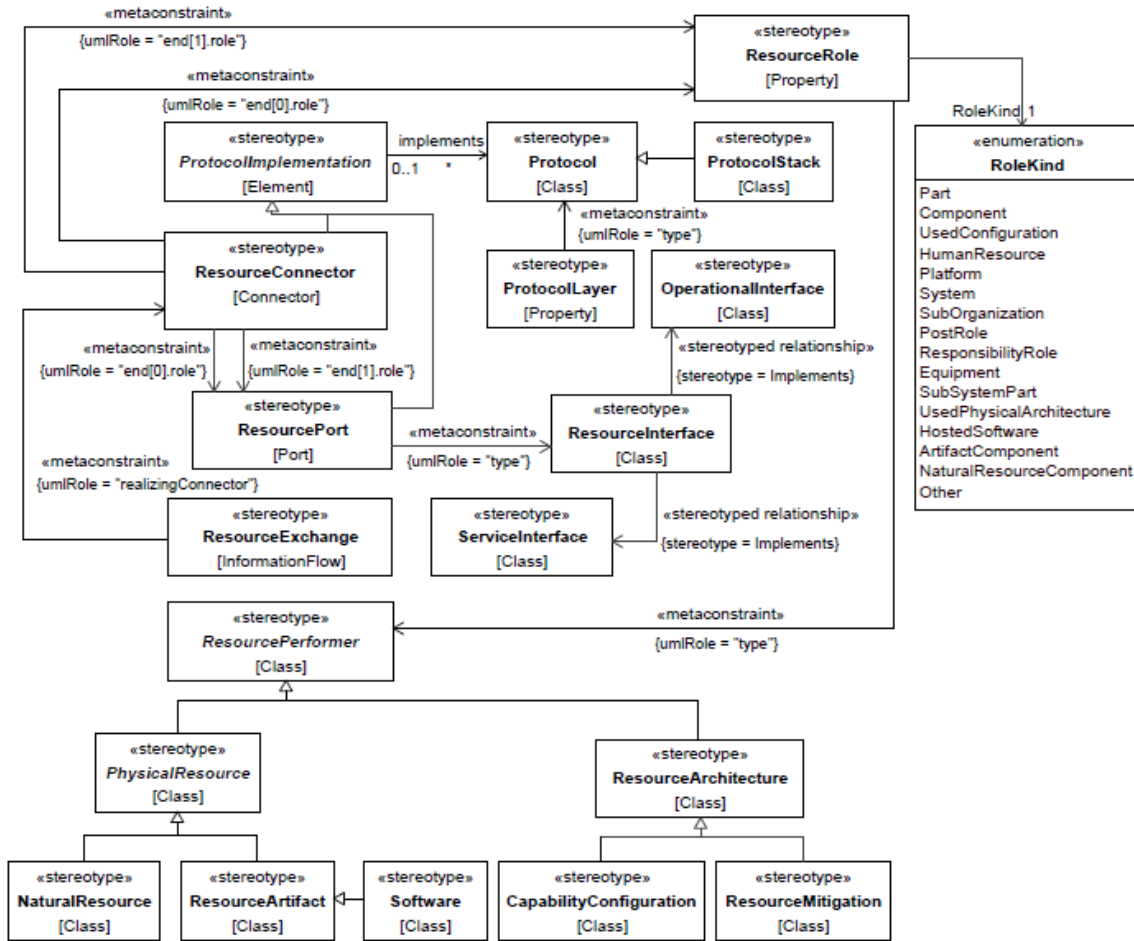 «metaconstraint»
{umlRole = "end[1].role"}
«stereotype»
ResourceRole
[Property]
«metaconstraint»
{umlRole = "end[0].role"}
RoleKind 1
«stereotype»
ProtocolImplementation
[Element]
implements
0..1 *
«stereotype»
Protocol
[Class]
«stereotype»
ProtocolStack
[Class]
«enumeration»
RoleKind
Part
Component
UsedConfiguration
HumanResource
Platform
System
SubOrganization
PostRole
ResponsibilityRole
Equipment
SubSystemPart
UsedPhysicalArchitecture
HostedSoftware
ArtifactComponent
NaturalResourceComponent
Other
«metaconstraint»
{umlRole = "type"}
«stereotype»
ResourceConnector
[Connector]
«stereotype»
ProtocolLayer
[Property]
«stereotype»
OperationalInterface
[Class]
«metaconstraint»
{umlRole = "end[0].role"}
«metaconstraint»
{umlRole = "end[1].role"}
«stereotyped relationship»
{stereotype = Implements}
«stereotype»
ResourcePort
[Port]
«metaconstraint»
{umlRole = "type"}
«stereotype»
ResourceInterface
[Class]
«metaconstraint»
{umlRole = "realizingConnector"}
«stereotype»
ResourceExchange
[InformationFlow]
«stereotype»
ServiceInterface
[Class]
«stereotyped relationship»
{stereotype = Implements}
«stereotype»
ResourcePerformer
[Class]
«metaconstraint»
{umlRole = "type"}
«stereotype»
PhysicalResource
[Class]
«stereotype»
ResourceArchitecture
[Class]
«stereotype»
NaturalResource
[Class]
«stereotype»
ResourceArtifact
[Class]
«stereotype»
Software
[Class]
«stereotype»
CapabilityConfiguration
[Class]
«stereotype»
ResourceMitigation
[Class]